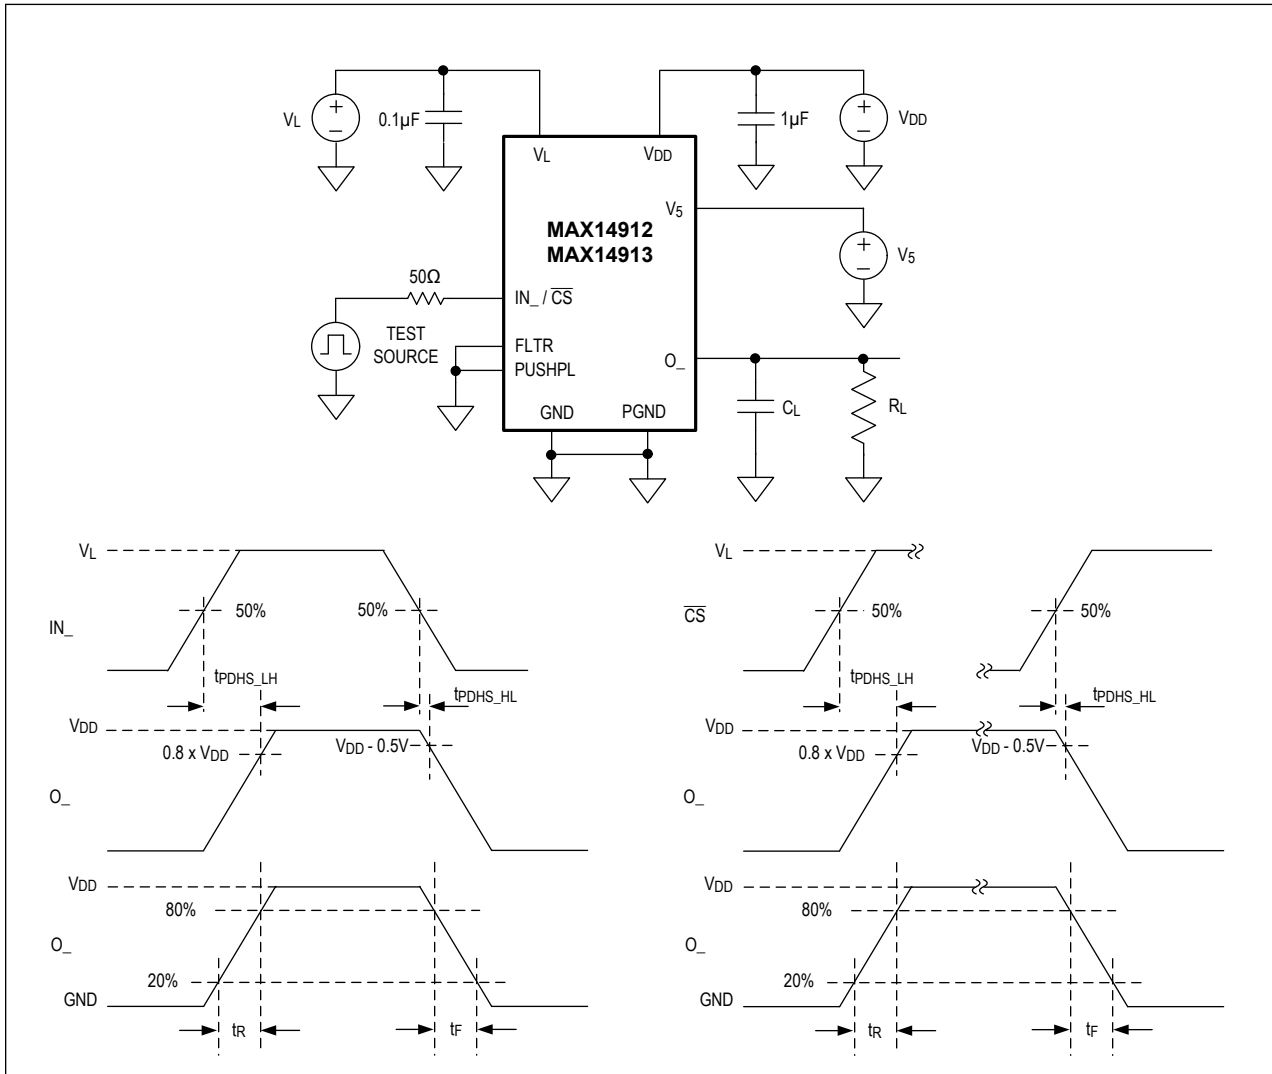 VL
0.1µF
1µF
VDD
VL
VDD
V5
MAX14912
MAX14913
V5
50Ω
IN_ / CS
TEST
SOURCE
FLTR
PUSHPL
O_
GND
PGND
CL
RL
VL
50%
50%
IN_
tPDHS_LH
tPDHS_HL
VDD
0.8 x VDD
VDD - 0.5V
O_
VDD
80%
O_
20%
GND
tR
tF
VL
50%
50%
CS
tPDHS_LH
tPDHS_HL
VDD
0.8 x VDD
VDD - 0.5V
O_
VDD
80%
O_
20%
GND
tR
tF